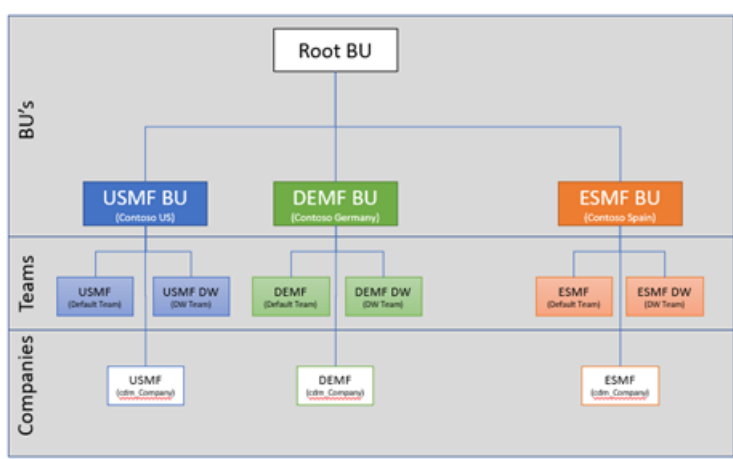 BU's
Root BU
USMF BU
(Contoso US)
DEMF BU
(Contoso Germany)
ESMF BU
(Contoso Spain)
Teams
USMF
(Default Team)
USMF DW
(DW Team)
DEMF
(Default Team)
DEMF DW
(DW Team)
ESMF
(Default Team)
ESMF DW
(DW Team)
Companies
USMF
(cdm_Company)
DEMF
(cdm_Company)
ESMF
(cdm_Company)